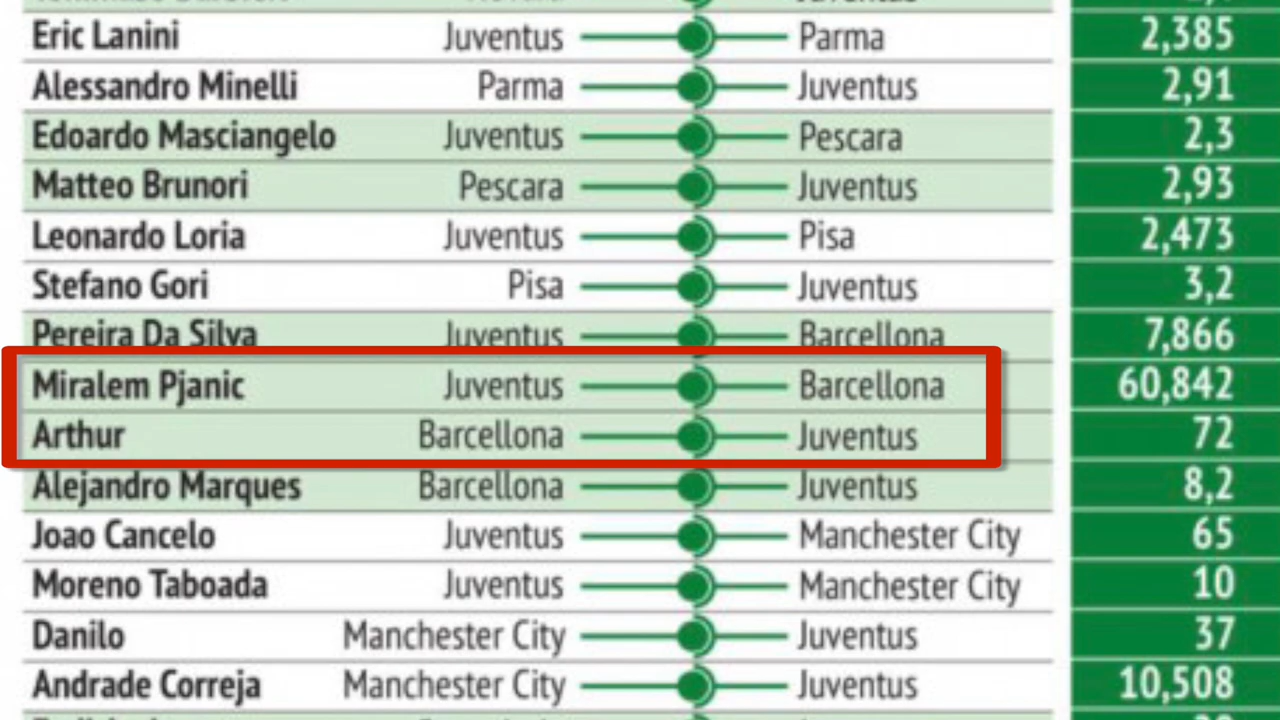 Eric Lanini Juventus Parma 2,385
Alessandro Minelli Parma Juventus 2,91
Edoardo Masciangelo Juventus Pescara 2,3
Matteo Brunori Pescara Juventus 2,93
Leonardo Loria Juventus Pisa 2,473
Stefano Gori Pisa Juventus 3,2
Pereira Da Silva Juventus Barcellona 7,866
Miralem Pjanic Juventus Barcellona 60,842
Arthur Barcellona Juventus 72
Alejandro Marques Barcellona Juventus 8,2
Joao Cancelo Juventus Manchester City 65
Moreno Taboada Juventus Manchester City 10
Danilo Manchester City Juventus 37
Andrade Correja Manchester City Juventus 10,508